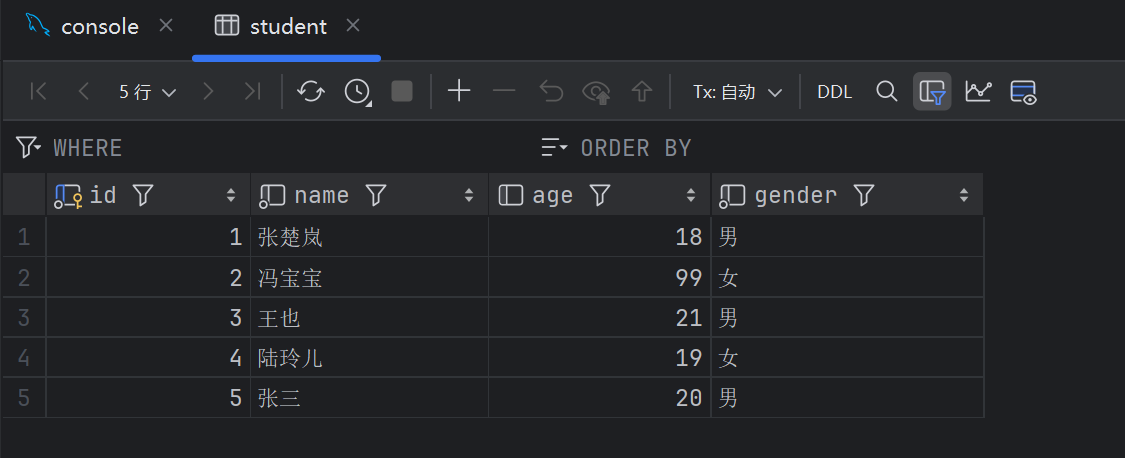 console student
5 行 Tx: 自动 DDL
WHERE ORDER BY
id name age gender
1 1 张楚岚 18 男
2 2 冯宝宝 99 女
3 3 王也 21 男
4 4 陆玲儿 19 女
5 5 张三 20 男